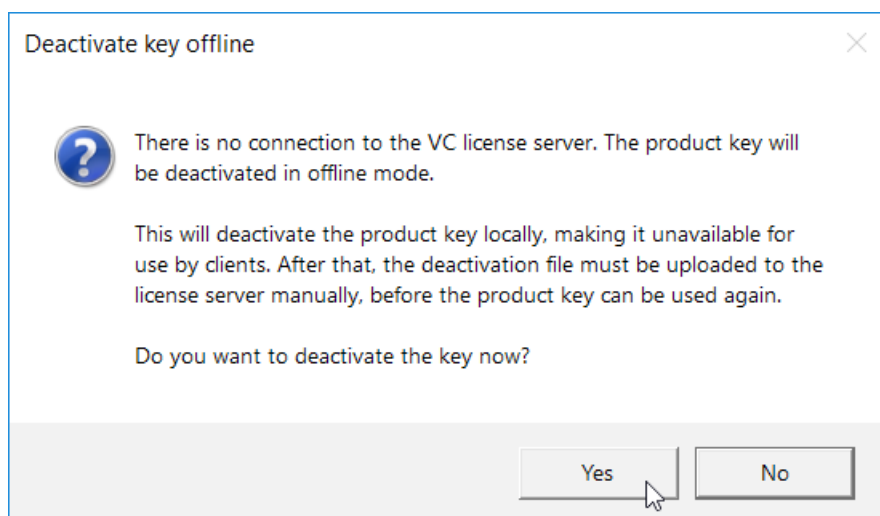 Deactivate key offline
There is no connection to the VC license server. The product key will
be deactivated in offline mode.
This will deactivate the product key locally, making it unavailable for
use by clients. After that, the deactivation file must be uploaded to the
license server manually, before the product key can be used again.
Do you want to deactivate the key now?
Yes
No